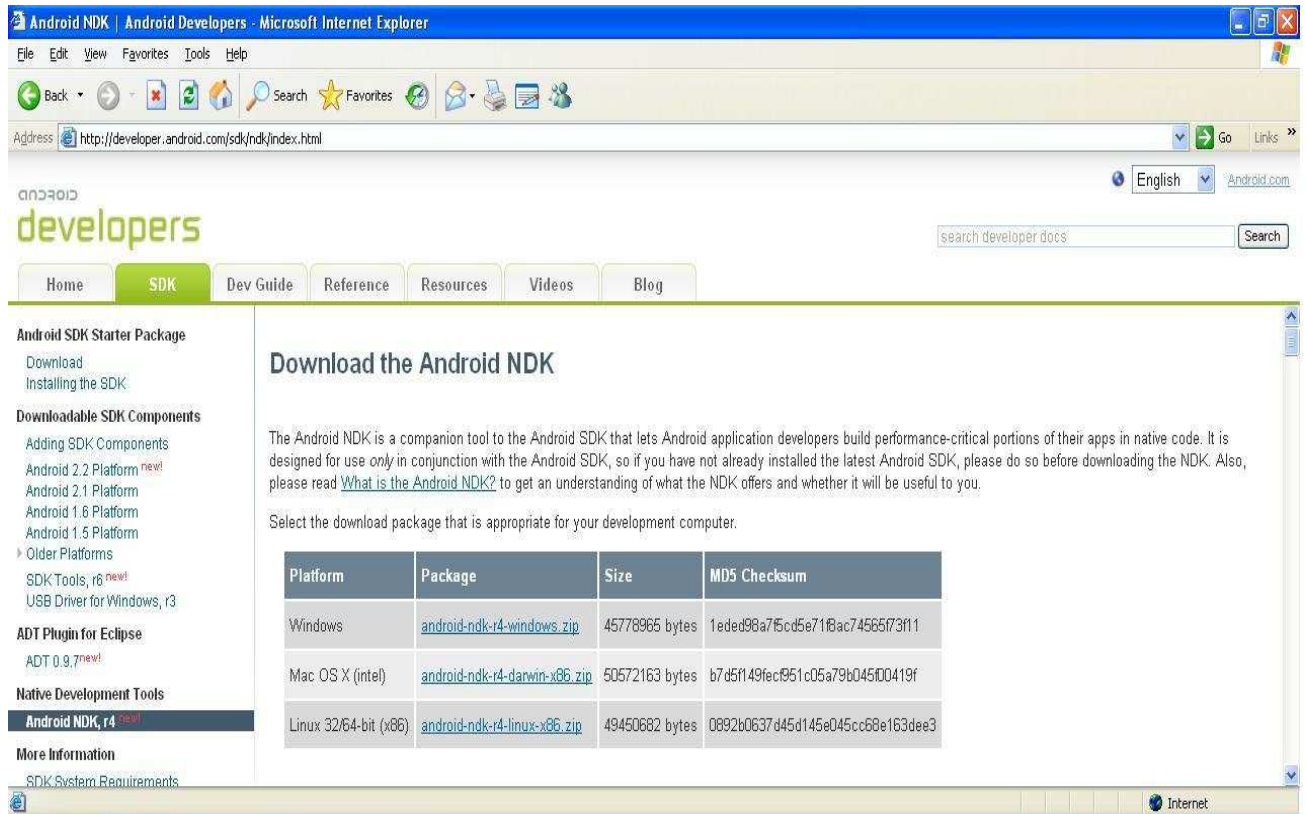 Android NDK | Android Developers - Microsoft Internet Explorer
File Edit View Favorites Tools Help
Back Search Favorites
Address http://developer.android.com/sdk/ndk/index.html Go Links »
English Android.com
android
developers
search developer docs Search
Home SDK Dev Guide Reference Resources Videos Blog
Android SDK Starter Package
Download
Installing the SDK
Downloadable SDK Components
Adding SDK Components
Android 2.2 Platform new!
Android 2.1 Platform
Android 1.6 Platform
Android 1.5 Platform
Older Platforms
SDK Tools, r6 new!
USB Driver for Windows, r3
ADT Plugin for Eclipse
ADT 0.9.7 new!
Native Development Tools
Android NDK, r4 new!
More Information
SDK System Requirements
Download the Android NDK
The Android NDK is a companion tool to the Android SDK that lets Android application developers build performance-critical portions of their apps in native code. It is
designed for use only in conjunction with the Android SDK, so if you have not already installed the latest Android SDK, please do so before downloading the NDK. Also,
please read What is the Android NDK? to get an understanding of what the NDK offers and whether it will be useful to you.
Select the download package that is appropriate for your development computer.
Platform Package Size MD5 Checksum
Windows android-ndk-r4-windows.zip 45778965 bytes 1eded98a7f5cd5e71f8ac74565f73f11
Mac OS X (intel) android-ndk-r4-darwin-x86.zip 50572163 bytes b7d5f149fecf951c05a79b045f00419f
Linux 32/64-bit (x86) android-ndk-r4-linux-x86.zip 49450682 bytes 0892b0637d45d145e045cc68e163dee3
Internet